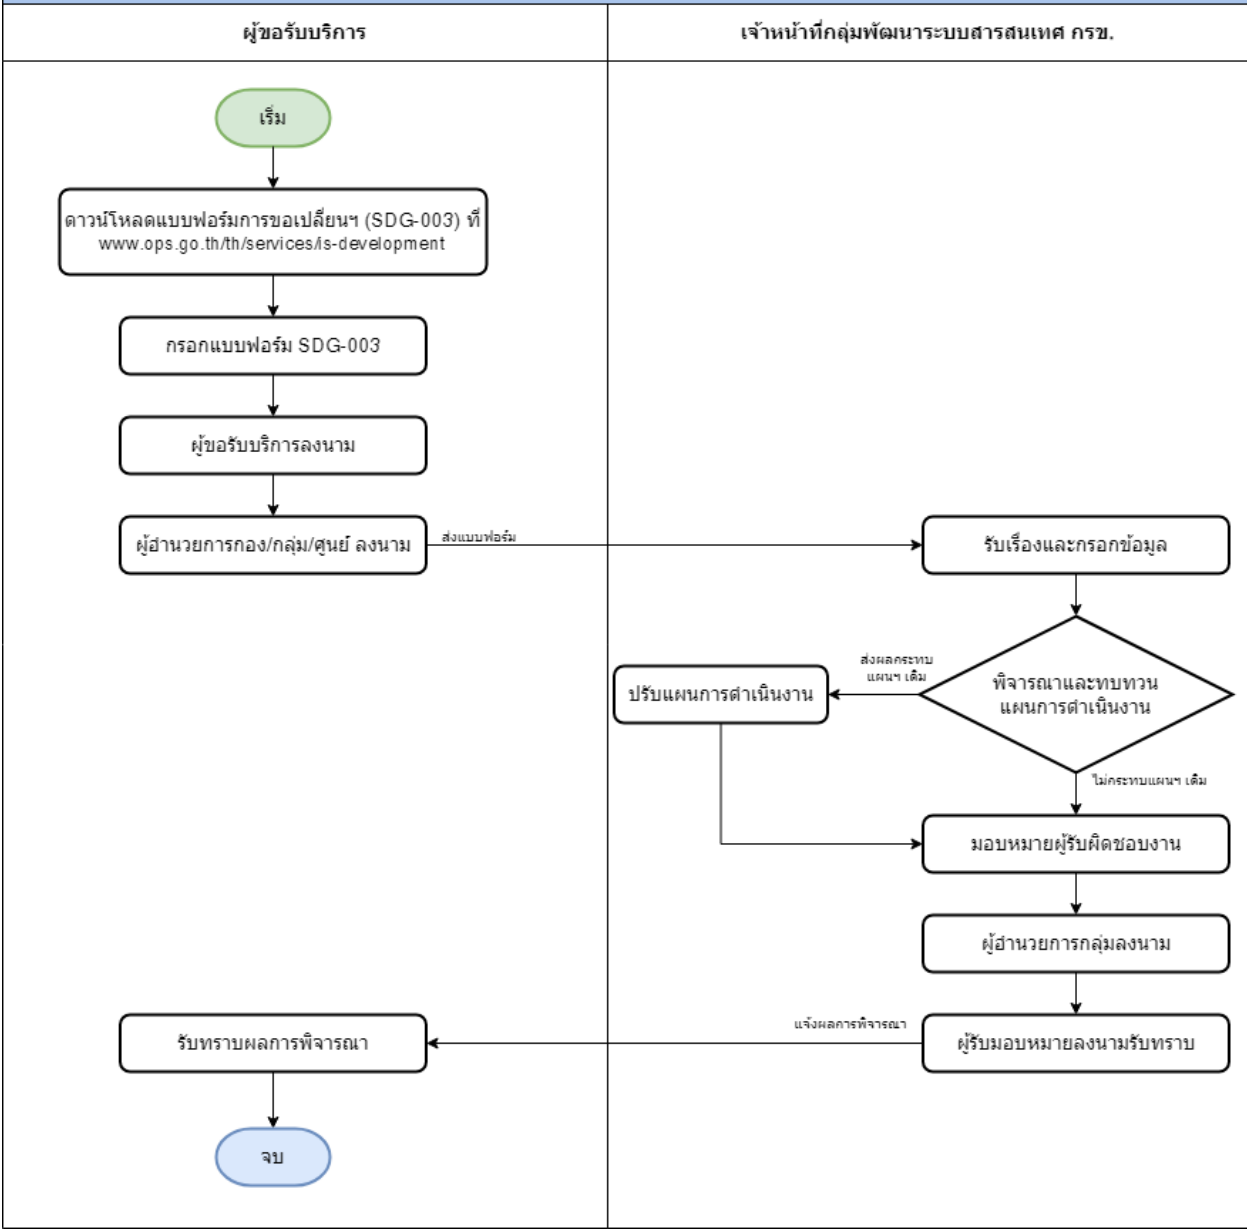 ผู้ขอรับบริการ
เจ้าหน้าที่กลุ่มพัฒนาระบบสารสนเทศ กรข.
เริ่ม
ดาวน์โหลดแบบฟอร์มการขอเปลี่ยนฯ (SDG-003) ที่
www.ops.go.th/th/services/is-development
กรอกแบบฟอร์ม SDG-003
ผู้ขอรับบริการลงนาม
ผู้อำนวยการกอง/กลุ่ม/ศูนย์ ลงนาม
ส่งแบบฟอร์ม
รับเรื่องและกรอกข้อมูล
พิจารณาและทบทวน
แผนการดำเนินงาน
ส่งผลกระทบ
แผนฯ เดิม
ปรับแผนการดำเนินงาน
ไม่กระทบแผนฯ เดิม
มอบหมายผู้รับผิดชอบงาน
ผู้อำนวยการกลุ่มลงนาม
ผู้รับมอบหมายลงนามรับทราบ
แจ้งผลการพิจารณา
รับทราบผลการพิจารณา
จบ